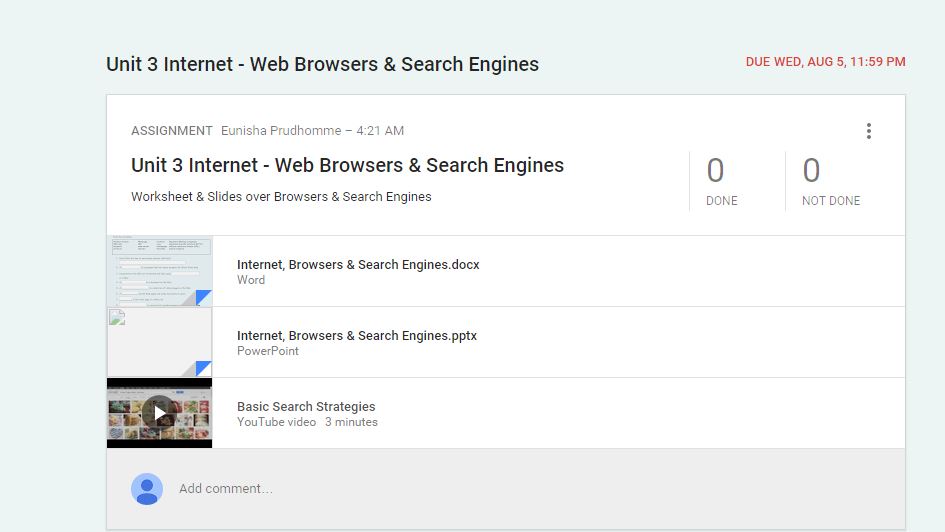 Unit 3 Internet - Web Browsers & Search Engines
DUE WED, AUG 5, 11:59 PM
ASSIGNMENT Eunisha Prudhomme – 4:21 AM
Unit 3 Internet - Web Browsers & Search Engines
Worksheet & Slides over Browsers & Search Engines
0
DONE
0
NOT DONE
Internet, Browsers & Search Engines.docx
Word
Internet, Browsers & Search Engines.pptx
PowerPoint
Basic Search Strategies
YouTube video 3 minutes
Add comment…